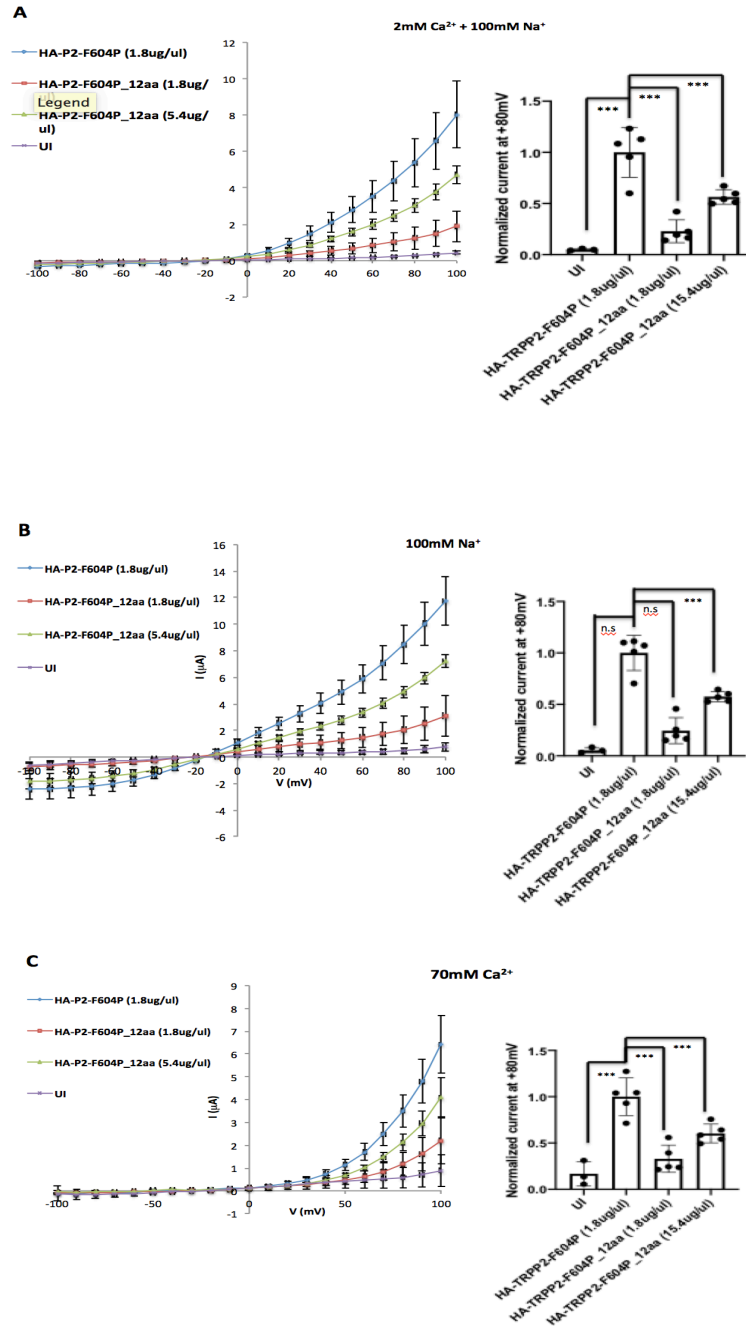 A
2mM Ca²⁺ + 100mM Na⁺
HA-P2-F604P (1.8ug/ul)
HA-P2-F604P_12aa (1.8ug/
ul)
Legend
HA-P2-F604P_12aa (5.4ug/
ul)
UI
12
10
8
6
4
2
0
-2
-100 -80 -60 -40 -20 0 20 40 60 80 100
Normalized current at +80mV
1.5
1.0
0.5
0.0
*** *** ***
UI
HA-TRPP2-F604P (1.8ug/ul)
HA-TRPP2-F604P_12aa (1.8ug/ul)
HA-TRPP2-F604P_12aa (15.4ug/ul)
B
100mM Na⁺
HA-P2-F604P (1.8ug/ul)
HA-P2-F604P_12aa (1.8ug/ul)
HA-P2-F604P_12aa (5.4ug/ul)
UI
I (µA)
16
14
12
10
8
6
4
2
0
-2
-4
-6
-100 -80 -60 -40 -20 0 20 40 60 80 100
V (mV)
Normalized current at +80mV
1.5
1.0
0.5
0.0
n.s n.s ***
UI
HA-TRPP2-F604P (1.8ug/ul)
HA-TRPP2-F604P_12aa (1.8ug/ul)
HA-TRPP2-F604P_12aa (15.4ug/ul)
C
70mM Ca²⁺
HA-P2-F604P (1.8ug/ul)
HA-P2-F604P_12aa (1.8ug/ul)
HA-P2-F604P_12aa (5.4ug/ul)
UI
I (µA)
9
8
7
6
5
4
3
2
1
0
-1
-100 -50 0 50 100
V (mV)
Normalized current at +80mV
1.5
1.0
0.5
0.0
*** *** ***
UI
HA-TRPP2-F604P (1.8ug/ul)
HA-TRPP2-F604P_12aa (1.8ug/ul)
HA-TRPP2-F604P_12aa (15.4ug/ul)